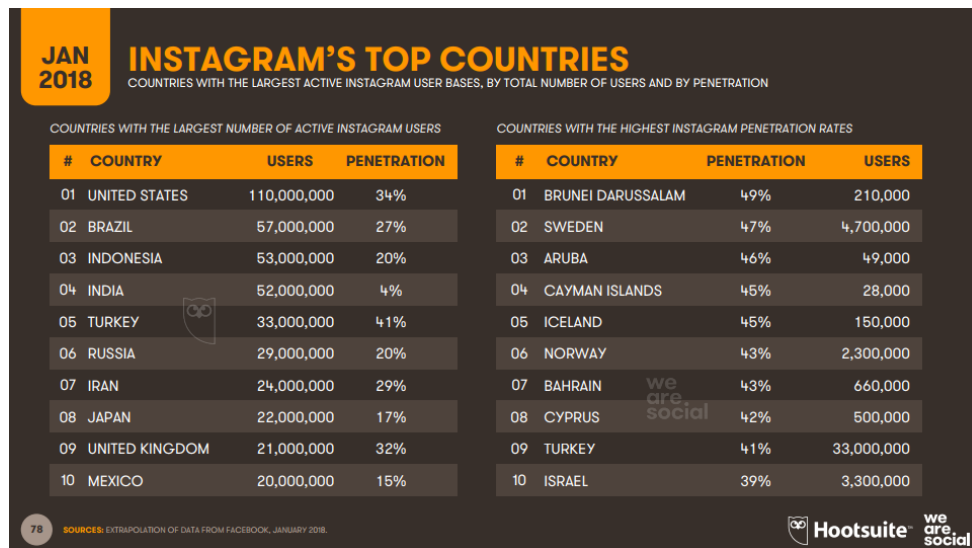 JAN
2018
INSTAGRAM'S TOP COUNTRIES
COUNTRIES WITH THE LARGEST ACTIVE INSTAGRAM USER BASES, BY TOTAL NUMBER OF USERS AND BY PENETRATION
COUNTRIES WITH THE LARGEST NUMBER OF ACTIVE INSTAGRAM USERS
# COUNTRY USERS PENETRATION
01 UNITED STATES 110,000,000 34%
02 BRAZIL 57,000,000 27%
03 INDONESIA 53,000,000 20%
04 INDIA 52,000,000 4%
05 TURKEY 33,000,000 41%
06 RUSSIA 29,000,000 20%
07 IRAN 24,000,000 29%
08 JAPAN 22,000,000 17%
09 UNITED KINGDOM 21,000,000 32%
10 MEXICO 20,000,000 15%
COUNTRIES WITH THE HIGHEST INSTAGRAM PENETRATION RATES
# COUNTRY PENETRATION USERS
01 BRUNEI DARUSSALAM 49% 210,000
02 SWEDEN 47% 4,700,000
03 ARUBA 46% 49,000
04 CAYMAN ISLANDS 45% 28,000
05 ICELAND 45% 150,000
06 NORWAY 43% 2,300,000
07 BAHRAIN 43% 660,000
08 CYPRUS 42% 500,000
09 TURKEY 41% 33,000,000
10 ISRAEL 39% 3,300,000
we
are
social
78 SOURCES: EXTRAPOLATION OF DATA FROM FACEBOOK, JANUARY 2018.
Hootsuite™
we
are
social